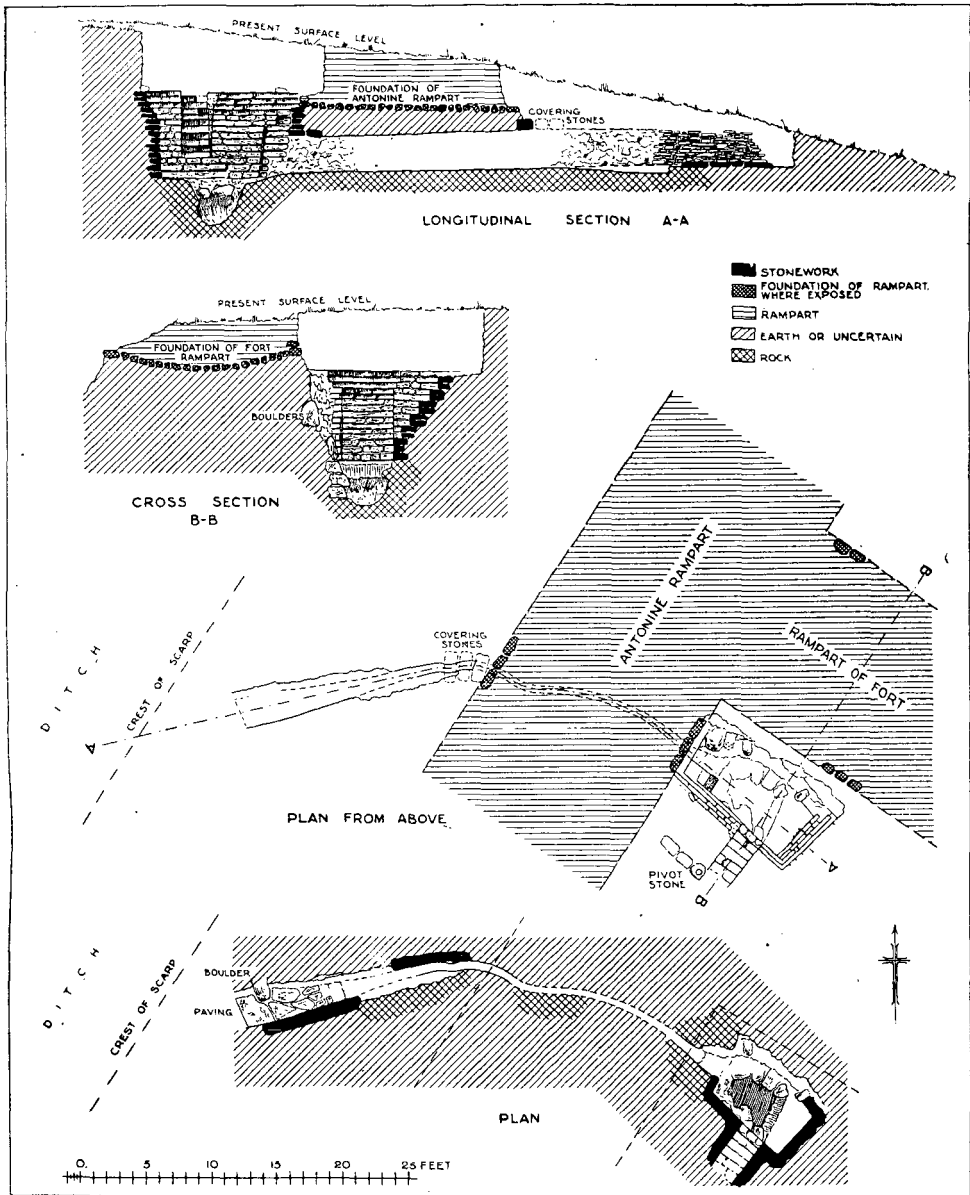 PRESENT SURFACE LEVEL
FOUNDATION OF
ANTONINE RAMPART
COVERING
STONES
LONGITUDINAL SECTION A-A
STONEWORK
FOUNDATION OF RAMPART.
WHERE EXPOSED
RAMPART
EARTH OR UNCERTAIN
ROCK
PRESENT SURFACE LEVEL
FOUNDATION OF FORT
RAMPART
BOULDERS
CROSS SECTION
B-B
ANTONINE RAMPART
RAMPART OF FORT
B
COVERING
STONES
DITCH
CREST OF SCARP
A
PLAN FROM ABOVE
PIVOT
STONE
B
A
DITCH
CREST OF SCARP
BOULDER
PAVING
PLAN
0. 5 10 15 20 25 FEET